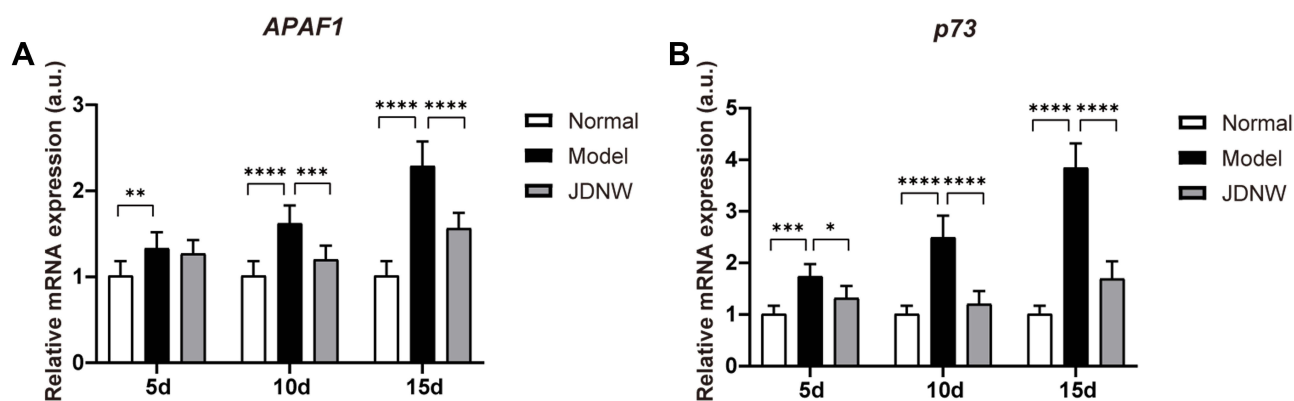 APAF1
A
Relative mRNA expression (a.u.)
3
2
1
0
**
**** ***
**** ****
5d
10d
15d
Normal
Model
JDNW
p73
B
Relative mRNA expression (a.u.)
5
4
3
2
1
0
*** *
**** ****
**** ****
5d
10d
15d
Normal
Model
JDNW